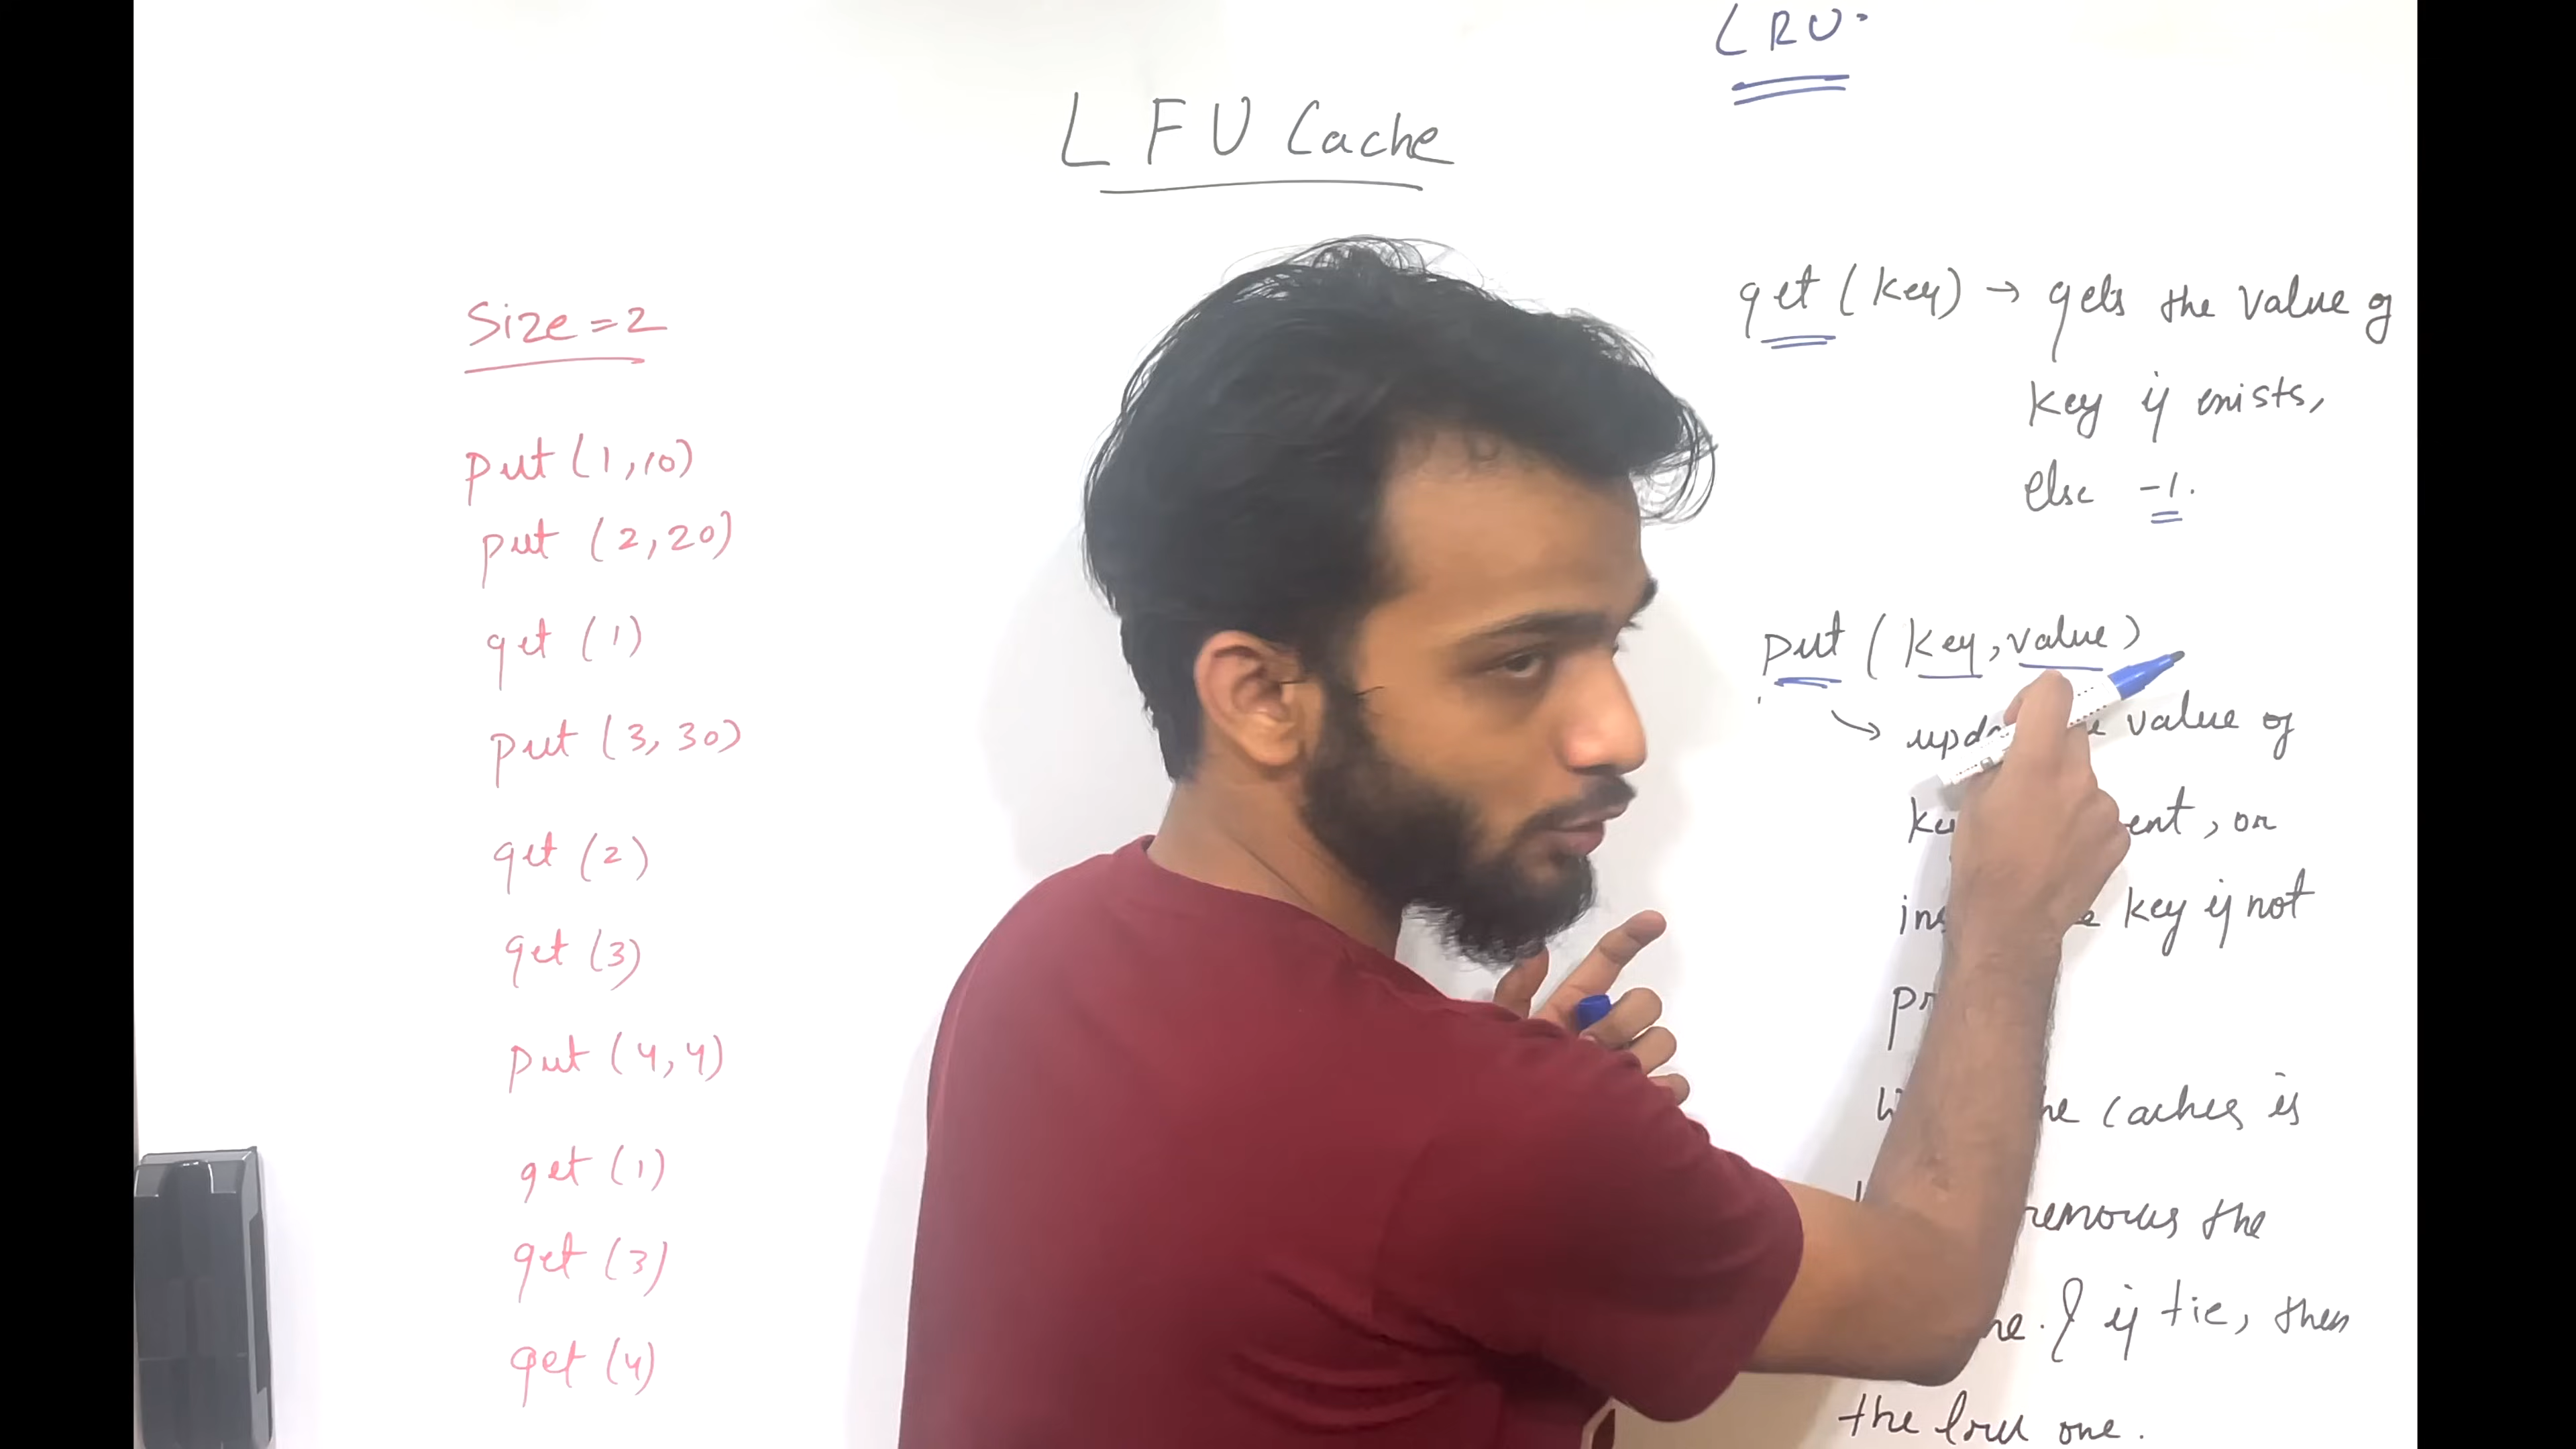 LRU.
LFU Cache
Size = 2
put (1,10)
put (2,20)
get (1)
put (3,30)
get (2)
get (3)
put (4,4)
get (1)
get (3)
get (4)
get (key) → gets the value of
key if exists,
else -1.
put (key, value)
→ value of
, or
key if not
caches is
removes the
. & if tie, then
the lru one.